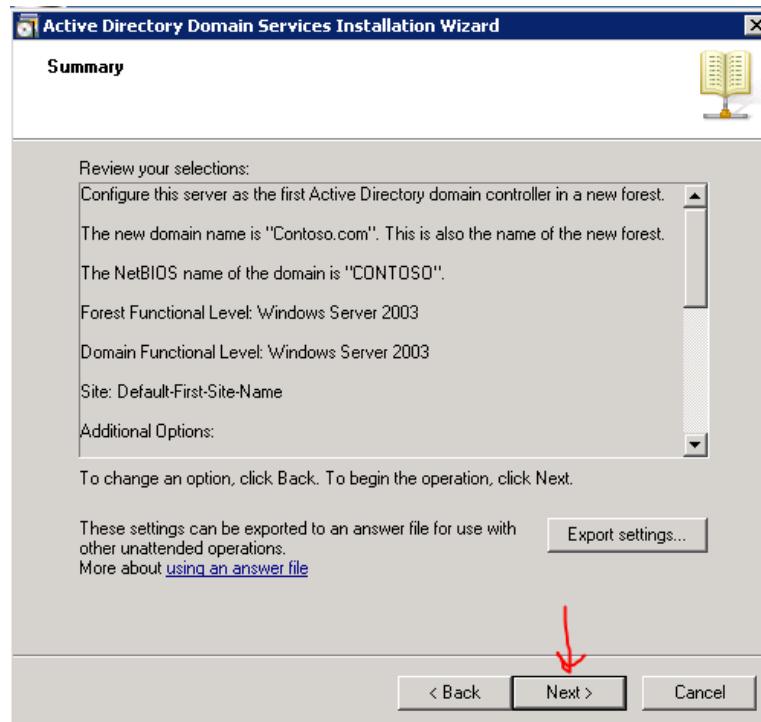 Active Directory Domain Services Installation Wizard
Summary
Review your selections:
Configure this server as the first Active Directory domain controller in a new forest.
The new domain name is "Contoso.com". This is also the name of the new forest.
The NetBIOS name of the domain is "CONTOSO".
Forest Functional Level: Windows Server 2003
Domain Functional Level: Windows Server 2003
Site: Default-First-Site-Name
Additional Options:
To change an option, click Back. To begin the operation, click Next.
These settings can be exported to an answer file for use with
other unattended operations.
More about using an answer file
Export settings...
< Back
Next >
Cancel